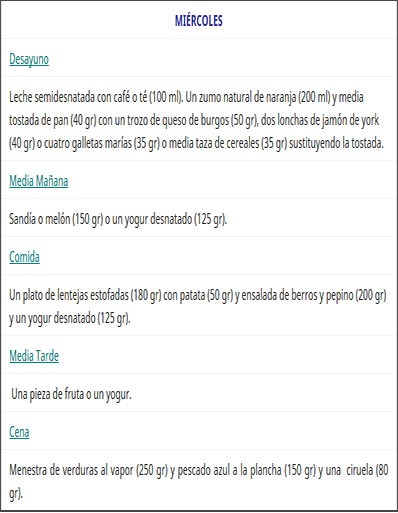 MIÉRCOLES
Desayuno
Leche semidesnatada con café o té (100 ml). Un zumo natural de naranja (200 ml) y media
tostada de pan (40 gr) con un trozo de queso de burgos (50 gr), dos lonchas de jamón de york
(40 gr) o cuatro galletas marías (35 gr) o media taza de cereales (35 gr) sustituyendo la tostada.
Media Mañana
Sandía o melón (150 gr) o un yogur desnatado (125 gr).
Comida
Un plato de lentejas estofadas (180 gr) con patata (50 gr) y ensalada de berros y pepino (200 gr)
y un yogur desnatado (125 gr).
Media Tarde
Una pieza de fruta o un yogur.
Cena
Menestra de verduras al vapor (250 gr) y pescado azul a la plancha (150 gr) y una ciruela (80
gr).